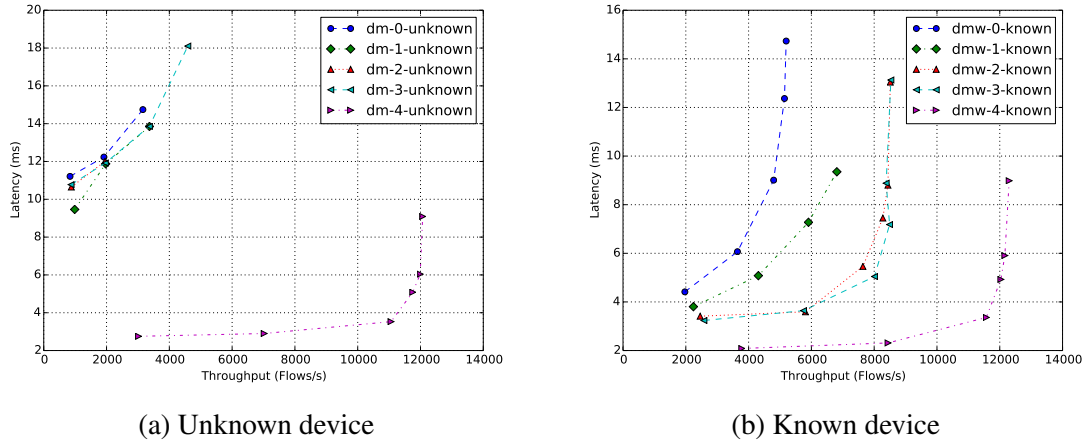 20
18
16
14
12
10
8
6
4
2
Latency (ms)
0 2000 4000 6000 8000 10000 12000 14000
Throughput (Flows/s)
dm-0-unknown
dm-1-unknown
dm-2-unknown
dm-3-unknown
dm-4-unknown
(a) Unknown device
16
14
12
10
8
6
4
2
Latency (ms)
0 2000 4000 6000 8000 10000 12000 14000
Throughput (Flows/s)
dmw-0-known
dmw-1-known
dmw-2-known
dmw-3-known
dmw-4-known
(b) Known device